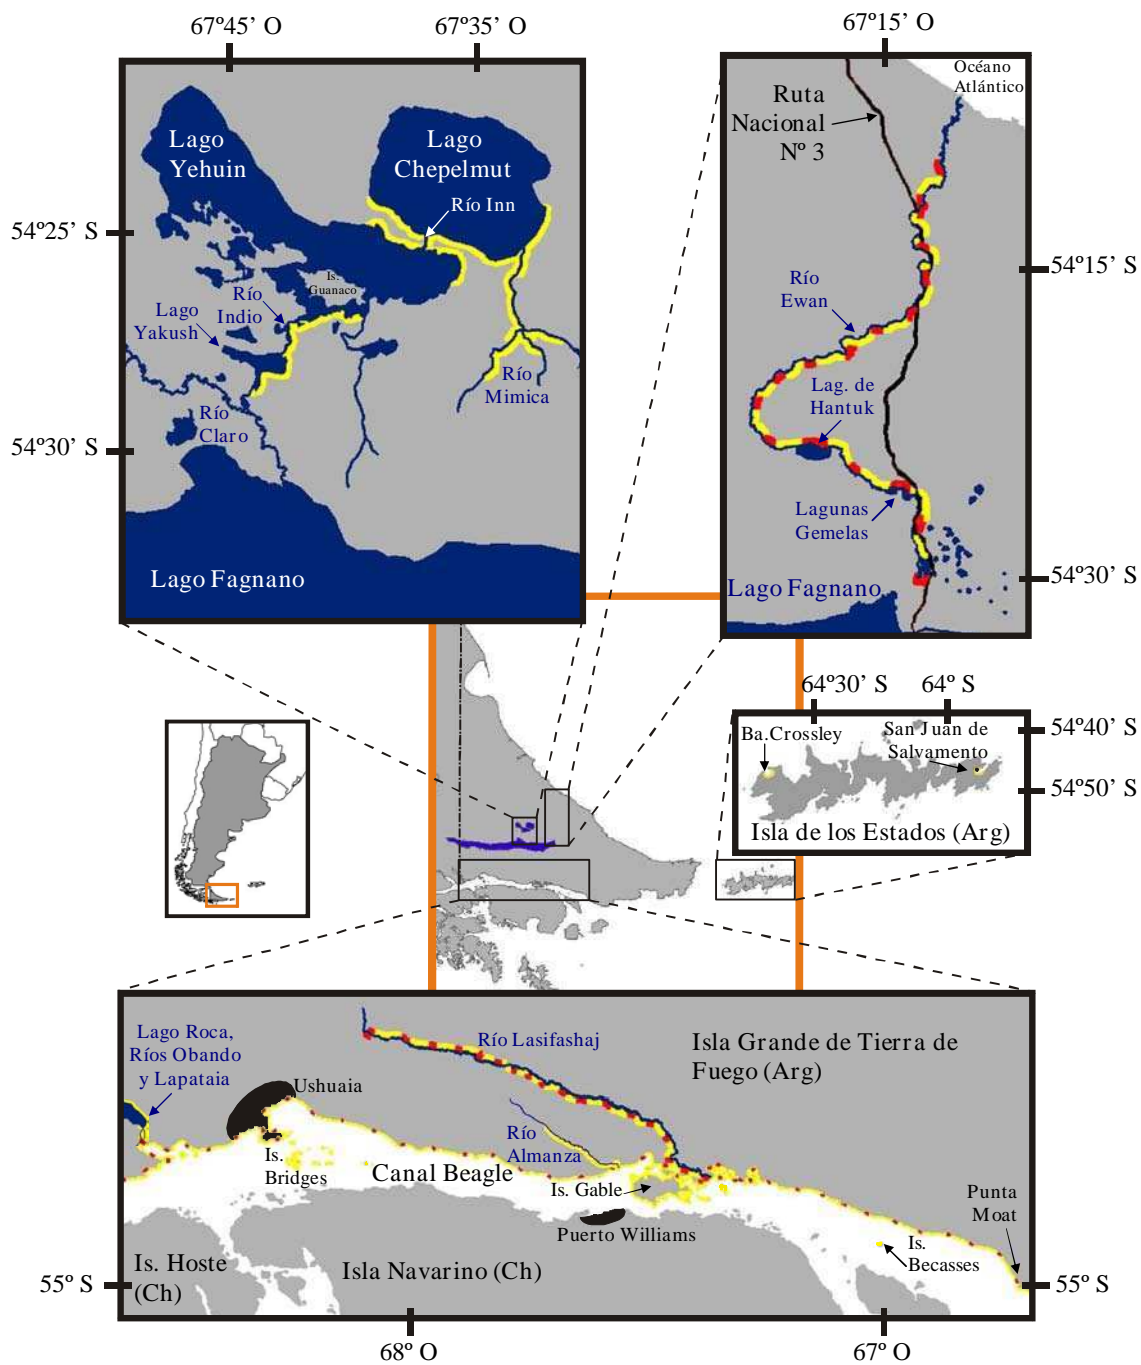 67º45’ O
67º35’ O
67º15’ O
Lago
Yehuin
Lago
Chepelmut
Río Inn
54º25’ S
Is.
Guanaco
Río
Indio
Lago
Yakush
Río
Mimica
Río
Claro
54º30’ S
Lago Fagnano
Océano
Atlántico
Ruta
Nacional
Nº 3
54º15’ S
Río
Ewan
Lag. de
Hantuk
Lagunas
Gemelas
54º30’ S
Lago Fagnano
64º30’ S
64º S
Ba.Crossley
San Juan de
Salvamento
54º40’ S
54º50’ S
Isla de los Estados (Arg)
Lago Roca,
Ríos Obando
y Lapataia
Ushuaia
Río Lasifashaj
Isla Grande de Tierra de
Fuego (Arg)
Río
Almanza
Is.
Bridges
Canal Beagle
Is. Gable
Puerto Williams
Punta
Moat
Is.
Becasses
Is. Hoste
(Ch)
Isla Navarino (Ch)
55º S
55º S
68º O
67º O